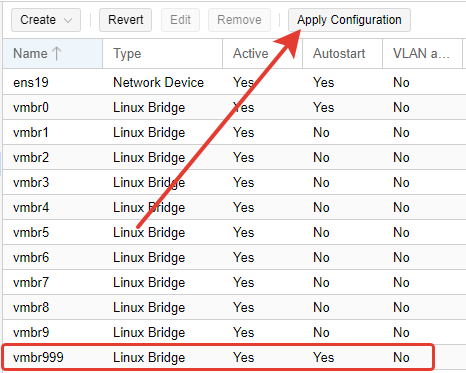 Create Revert Edit Remove Apply Configuration
Name Type Active Autostart VLAN a...
ens19 Network Device Yes Yes No
vmbr0 Linux Bridge Yes Yes No
vmbr1 Linux Bridge Yes No No
vmbr2 Linux Bridge Yes No No
vmbr3 Linux Bridge Yes No No
vmbr4 Linux Bridge Yes No No
vmbr5 Linux Bridge Yes No No
vmbr6 Linux Bridge Yes No No
vmbr7 Linux Bridge Yes No No
vmbr8 Linux Bridge Yes No No
vmbr9 Linux Bridge Yes No No
vmbr999 Linux Bridge Yes Yes No